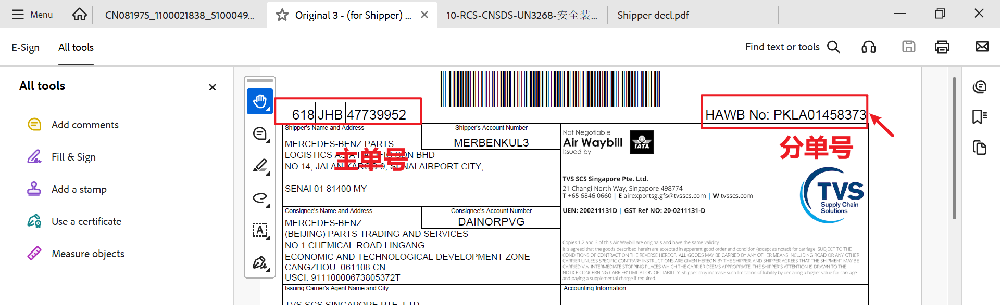 Menu
CN081975_1100021838_5100049...
Original 3 - (for Shipper) ...
10-RCS-CNSDS-UN3268-安全装...
Shipper decl.pdf
E-Sign
All tools
Find text or tools
All tools
Add comments
Fill & Sign
Add a stamp
Use a certificate
Measure objects
618 JHB 47739952
HAWB No: PKLA01458373
主单号
分单号
Shipper's Name and Address
MERCEDES-BENZ PARTS
LOGISTICS ASIA PACIFIC SDN BHD
NO 14, JALAN KARGO 9, SENAI AIRPORT CITY,
SENAI 01 81400 MY
Shipper's Account Number
MERBENKUL3
Not Negotiable
Air Waybill
Issued by
IATA
TVS SCS Singapore Pte. Ltd.
21 Changi North Way, Singapore 498774
T +65 6846 0660 | E airexportsg.gfs@tvsscs.com | W tvsscs.com
UEN: 200211131D | GST Ref NO: 20-0211131-D
TVS
Supply Chain
Solutions
Consignee's Name and Address
MERCEDES-BENZ
(BEIJING) PARTS TRADING AND SERVICES
NO.1 CHEMICAL ROAD LINGANG
ECONOMIC AND TECHNOLOGICAL DEVELOPMENT ZONE
CANGZHOU 061108 CN
USCI: 91110000673805372T
Consignee's Account Number
DAINORPVG
Copies 1,2 and 3 of this Air Waybill are originals and have the same validity.
It is agreed that the goods described herein are accepted in apparent good order and condition (except as noted) for carriage SUBJECT TO THE
CONDITIONS OF CONTRACT ON THE REVERSE HEREOF. ALL GOODS MAY BE CARRIED BY ANY OTHER MEANS INCLUDING ROAD OR ANY OTHER
CARRIER UNLESS SPECIFIC CONTRARY INSTRUCTIONS ARE GIVEN HEREON BY THE SHIPPER, AND SHIPPER AGREES THAT THE SHIPMENT MAY BE
CARRIED VIA INTERMEDIATE STOPPING PLACES WHICH THE CARRIER DEEMS APPROPRIATE. THE SHIPPER'S ATTENTION IS DRAWN TO THE
NOTICE CONCERNING CARRIER' LIMITATION OF LIABILITY. Shipper may increase such limitation of liability by declaring a higher value for carriage
and paying a supplemental charge if required.
Issuing Carrier's Agent Name and City
TVS SCS SINGAPORE PTE. LTD
Accounting Information